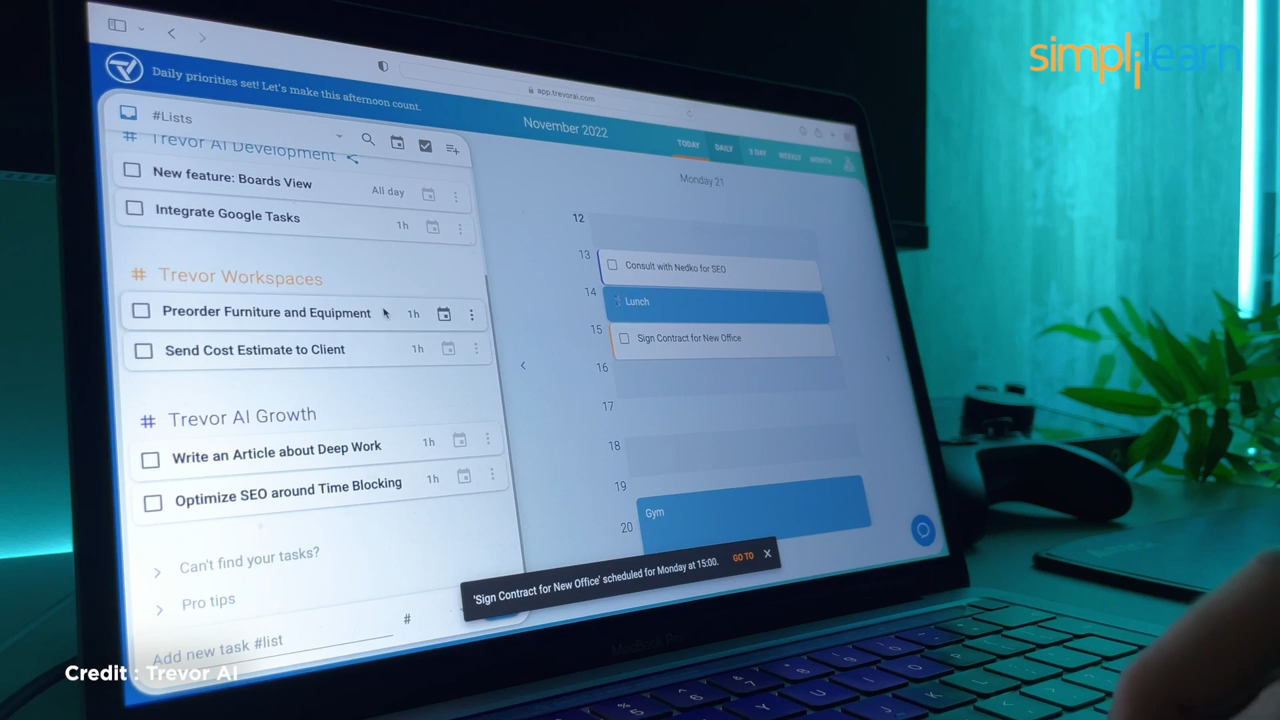 simplilearn
app.trevorai.com
Daily priorities set! Let's make this afternoon count.
November 2022
TODAY
DAILY
3 DAY
WEEKLY
MONTH
#Lists
# Trevor AI Development
New feature: Boards View All day
Integrate Google Tasks 1h
# Trevor Workspaces
Preorder Furniture and Equipment 1h
Send Cost Estimate to Client 1h
# Trevor AI Growth
Write an Article about Deep Work 1h
Optimize SEO around Time Blocking 1h
Can't find your tasks?
Pro tips
Add new task #list #
Monday 21
12
13
Consult with Nedko for SEO
14
Lunch
15
Sign Contract for New Office
16
17
18
19
Gym
20
'Sign Contract for New Office' scheduled for Monday at 15:00. GO TO
MacBook Pro
Credit : Trevor AI